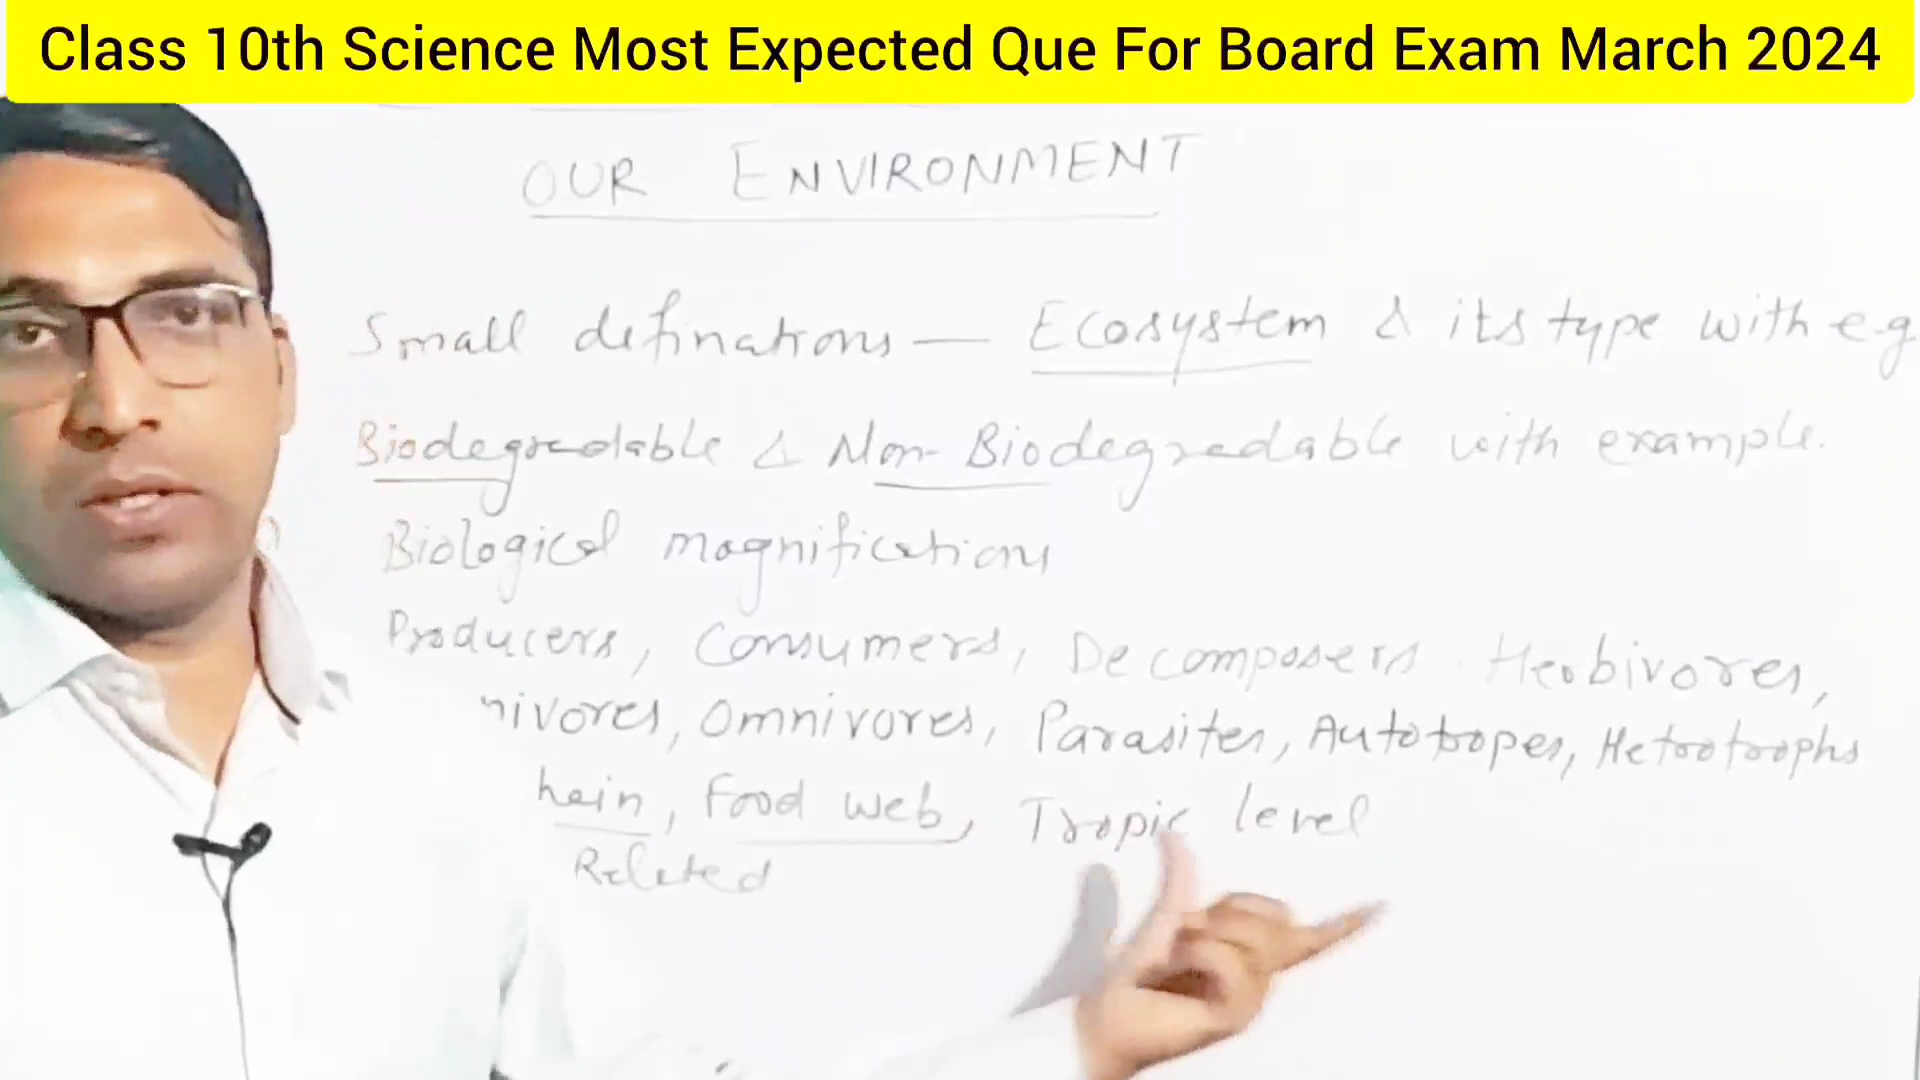 Class 10th Science Most Expected Que For Board Exam March 2024
OUR ENVIRONMENT
Small definations — Ecosystem & its type with e.g
Biodegradable & Non-Biodegradable with example.
Biological magnifications
Producers, Consumers, Decomposers Herbivores,
nivores, Omnivores, Parasites, Autotropes, Hetrotrophs
hain, Food web, Tropic level
Related